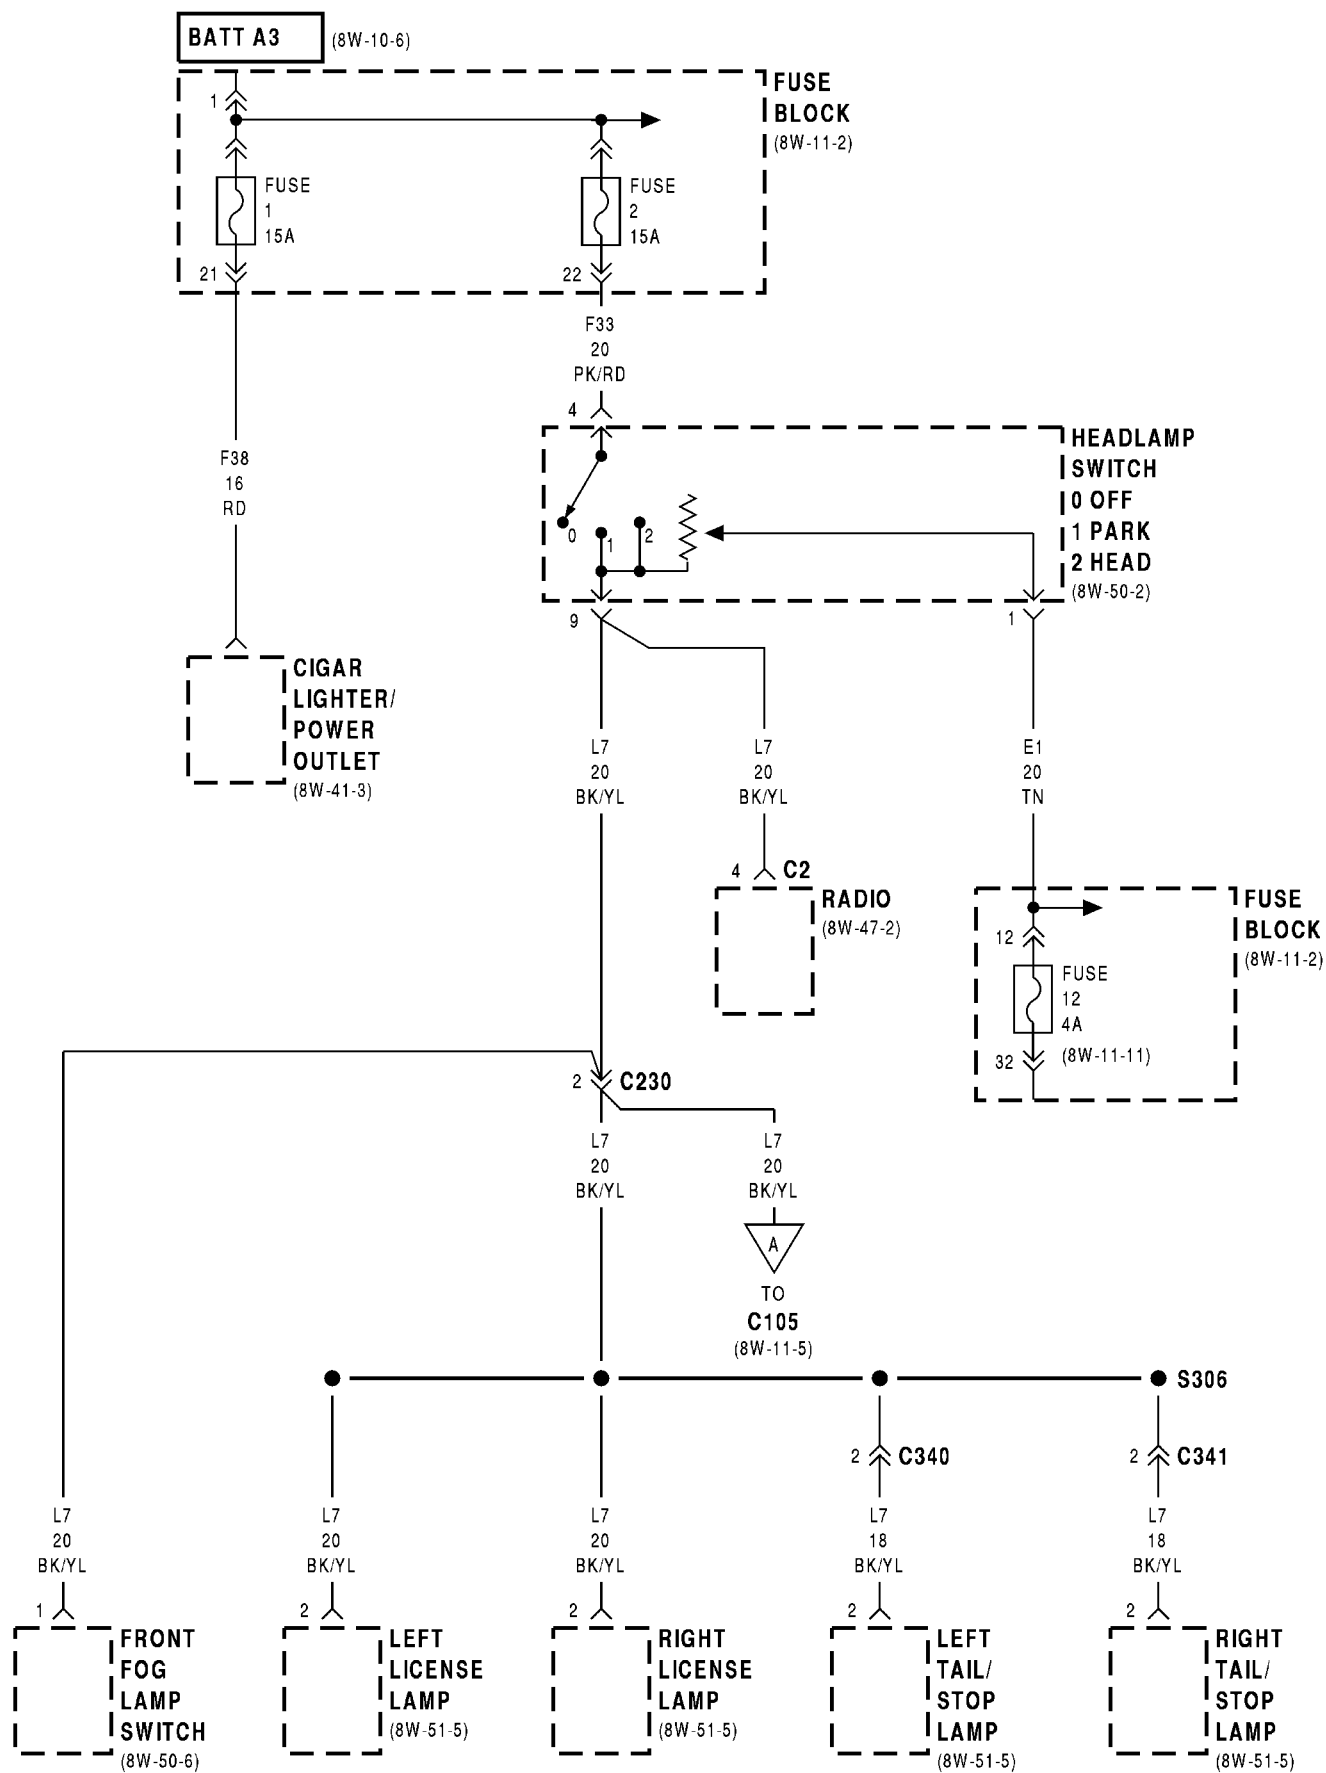 BATT A3
(8W-10-6)
FUSE
BLOCK
(8W-11-2)
1
FUSE
1
15A
FUSE
2
15A
21
22
F33
20
PK/RD
4
HEADLAMP
SWITCH
0 OFF
1 PARK
2 HEAD
(8W-50-2)
F38
16
RD
0
1
2
9
1
CIGAR
LIGHTER/
POWER
OUTLET
(8W-41-3)
L7
20
BK/YL
L7
20
BK/YL
E1
20
TN
4
C2
RADIO
(8W-47-2)
FUSE
BLOCK
(8W-11-2)
12
FUSE
12
4A
(8W-11-11)
32
2
C230
L7
20
BK/YL
L7
20
BK/YL
A
TO
C105
(8W-11-5)
S306
2
C340
2
C341
L7
20
BK/YL
L7
20
BK/YL
L7
20
BK/YL
L7
18
BK/YL
L7
18
BK/YL
1
2
2
2
2
FRONT
FOG
LAMP
SWITCH
(8W-50-6)
LEFT
LICENSE
LAMP
(8W-51-5)
RIGHT
LICENSE
LAMP
(8W-51-5)
LEFT
TAIL/
STOP
LAMP
(8W-51-5)
RIGHT
TAIL/
STOP
LAMP
(8W-51-5)